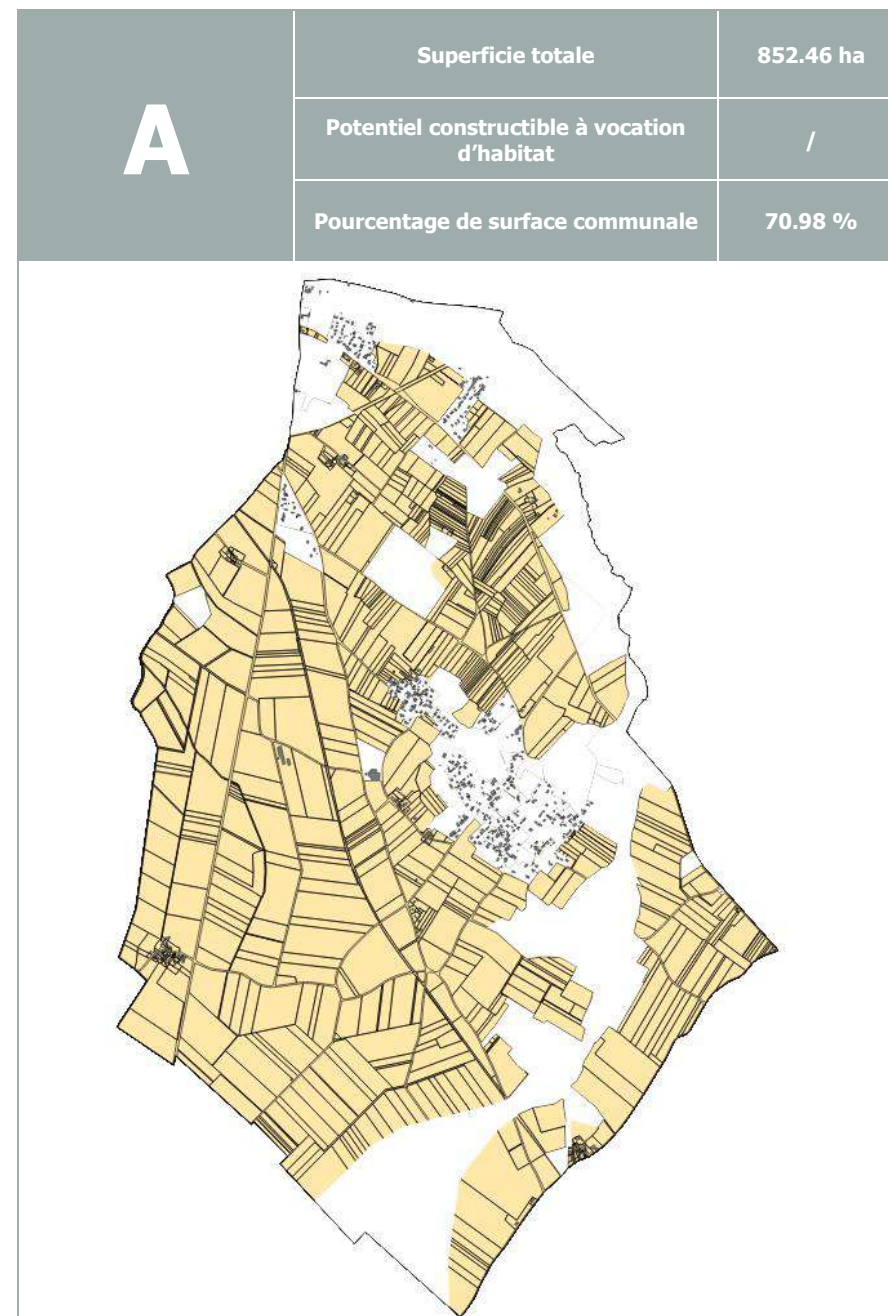 A
Superficie totale
852.46 ha
Potentiel constructible à vocation
d’habitat
/
Pourcentage de surface communale
70.98 %